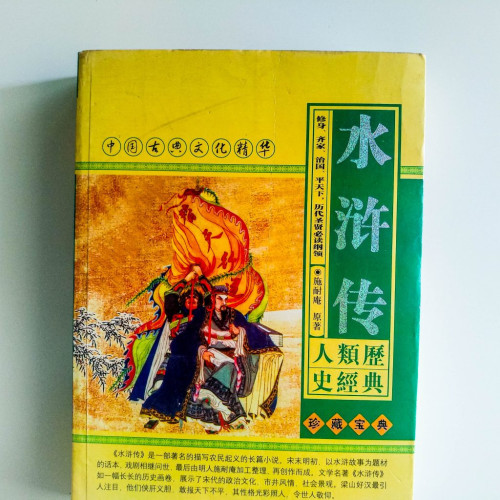 中国古典文化精华
水浒传
修身、齐家、治国、平天下,历代圣贤必读纲领
施耐庵 原著
人類歷
史經典
珍藏宝典
《水浒传》是一部著名的描写农民起义的长篇小说，宋末明初，以水浒故事为题材
的话本、戏剧相继问世，最后由明人施耐庵加工整理，再创作而成。文学名著《水浒传》
如一幅长长的历史画卷，展示了宋代的政治文化、市井风情、社会景观，梁山好汉最引
人注目，他们侠肝义胆，敢报天下不平，其性格光彩照人，令世人敬仰。